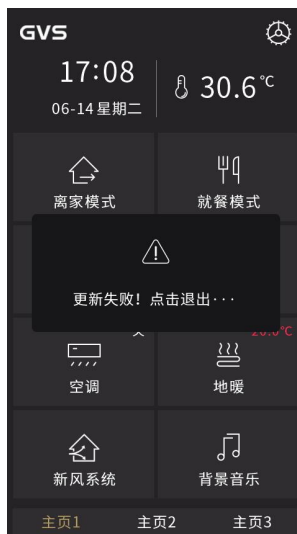 GVS
17:08
06-14 星期二
30.6℃
离家模式
就餐模式
更新失败！点击退出···
空调
地暖
新风系统
背景音乐
主页1
主页2
主页3